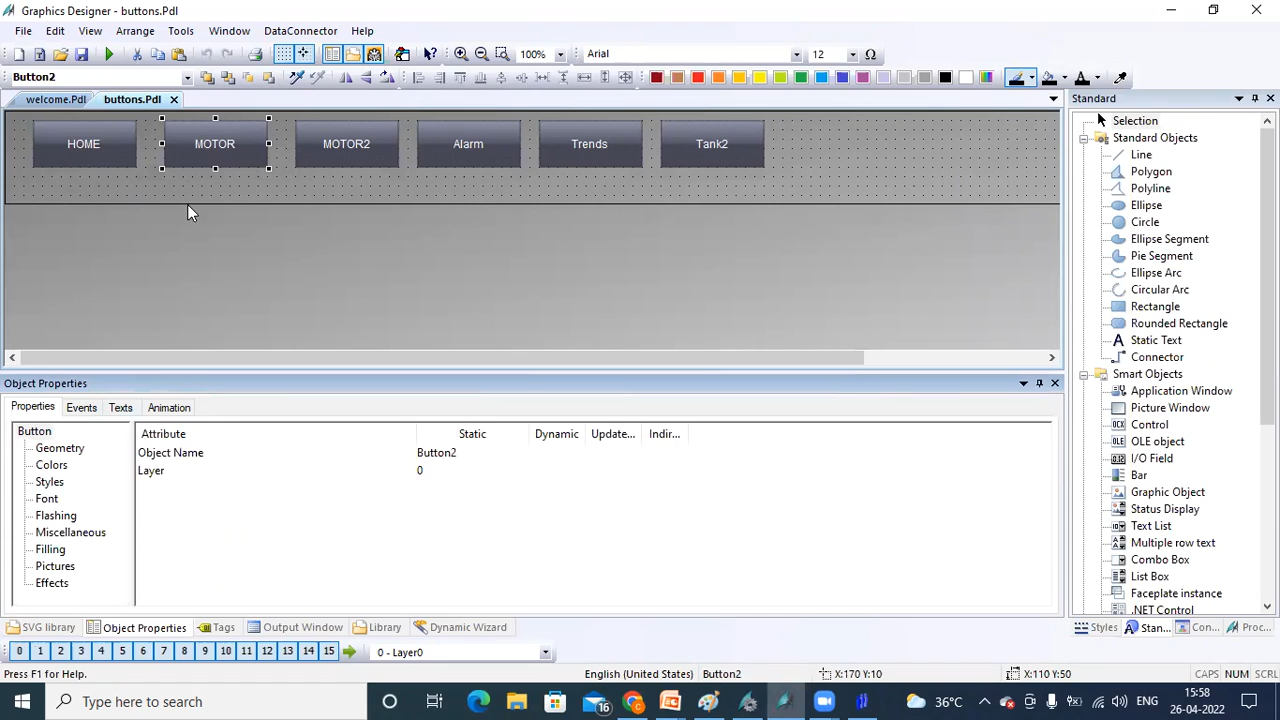 Graphics Designer - buttons.Pdl
File Edit View Arrange Tools Window DataConnector Help
100% Arial 12 Ω
Button2
welcome.Pdl buttons.Pdl
HOME MOTOR MOTOR2 Alarm Trends Tank2
Standard
Selection
Standard Objects
Line
Polygon
Polyline
Ellipse
Circle
Ellipse Segment
Pie Segment
Ellipse Arc
Circular Arc
Rectangle
Rounded Rectangle
A Static Text
Connector
Smart Objects
Application Window
Picture Window
OCX Control
OLE OLE object
0.12 I/O Field
Bar
Graphic Object
Status Display
Text List
Multiple row text
Combo Box
List Box
Faceplate instance
.NET Control
Styles Stan... Con... Proc...
Object Properties
Properties Events Texts Animation
Button
Geometry
Colors
Styles
Font
Flashing
Miscellaneous
Filling
Pictures
Effects
Attribute Static Dynamic Update... Indir...
Object Name Button2
Layer 0
SVG library Object Properties Tags Output Window Library Dynamic Wizard
0 1 2 3 4 5 6 7 8 9 10 11 12 13 14 15 0 - Layer0
Press F1 for Help. English (United States) Button2 X:170 Y:10 X:110 Y:50 CAPS NUM SCRL
Type here to search 16 36°C ENG 15:58
26-04-2022